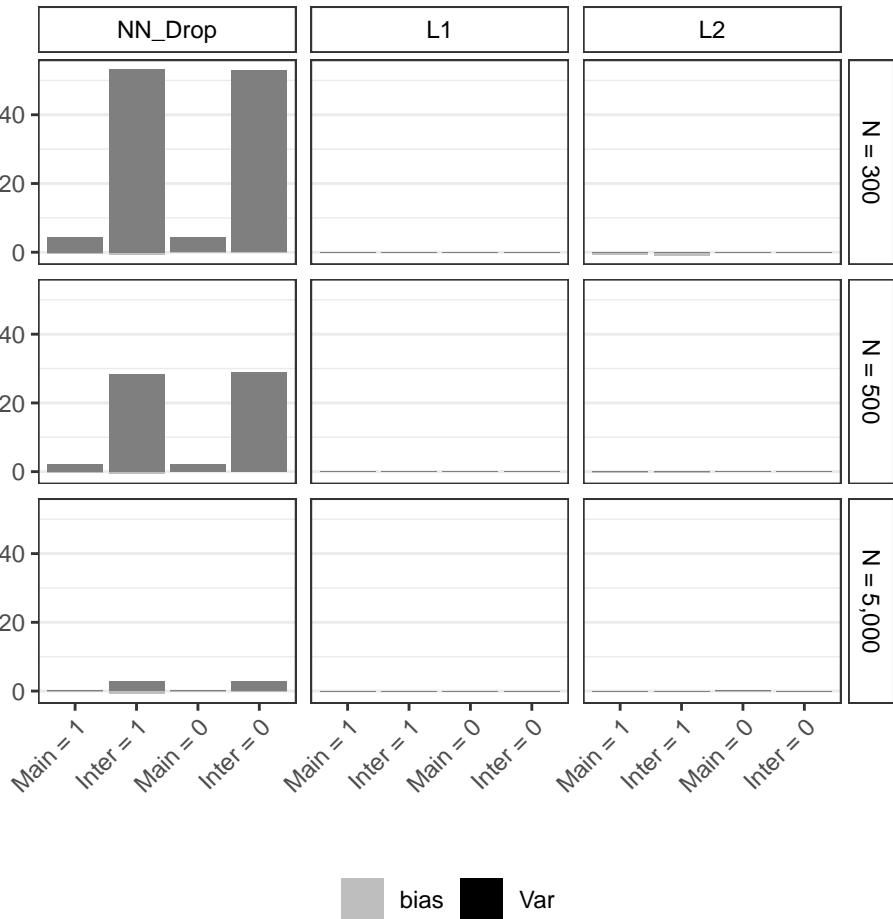 NN_Drop L1 L2
40
20
0
N = 300
40
20
0
N = 500
40
20
0
N = 5,000
Main = 1 Inter = 1 Main = 0 Inter = 0 Main = 1 Inter = 1 Main = 0 Inter = 0 Main = 1 Inter = 1 Main = 0 Inter = 0
bias Var